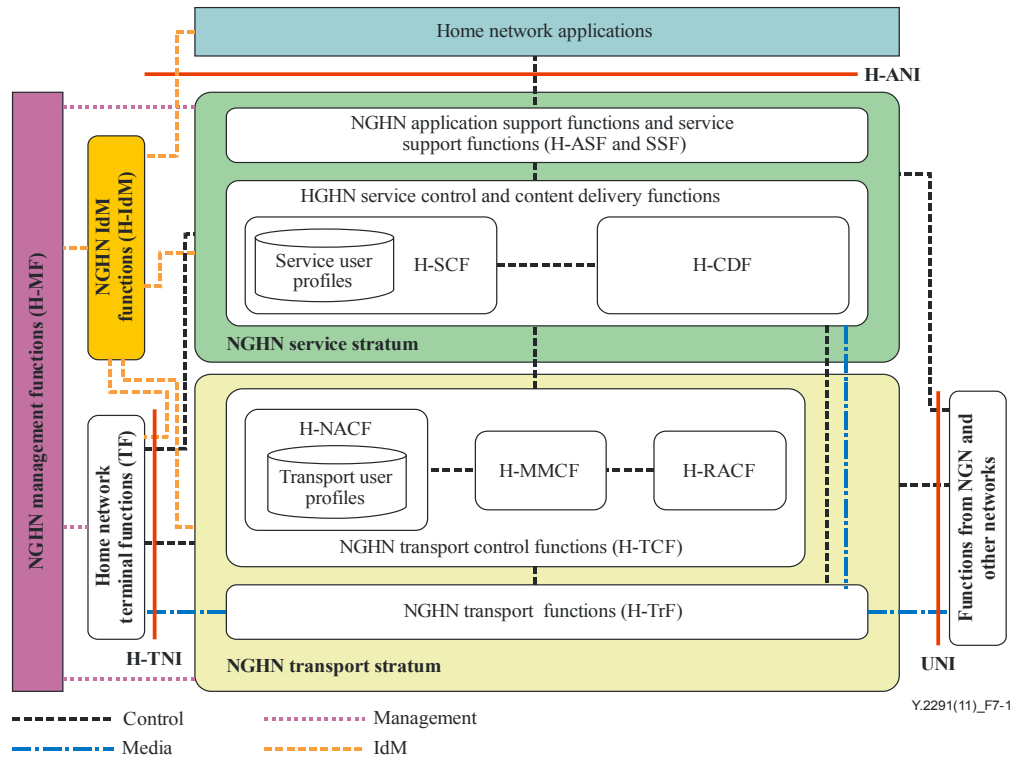 Home network applications
H-ANI
NGHN application support functions and service
support functions (H-ASF and SSF)
HGHN service control and content delivery functions
Service user
profiles
H-SCF
H-CDF
NGHN service stratum
NGHN management functions (H-MF)
NGHN IdM
functions (H-IdM)
Home network
terminal functions (TF)
H-TNI
H-NACF
Transport user
profiles
H-MMCF
H-RACF
NGHN transport control functions (H-TCF)
NGHN transport functions (H-TrF)
NGHN transport stratum
Functions from NGN and
other networks
UNI
Y.2291(11)_F7-1
Control
Management
Media
IdM